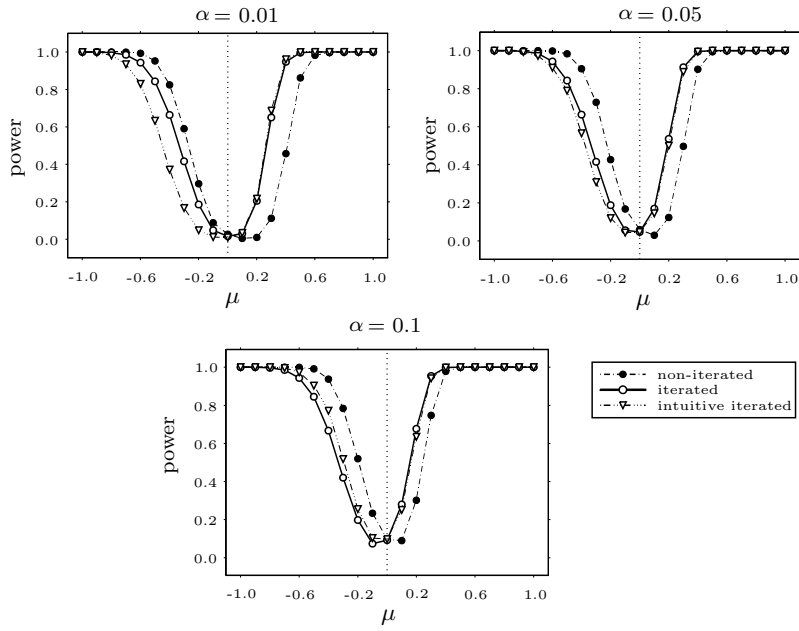 α = 0.01
power
1.0
0.8
0.6
0.4
0.2
0.0
-1.0 -0.6 -0.2 0.2 0.6 1.0
μ
α = 0.05
power
1.0
0.8
0.6
0.4
0.2
0.0
-1.0 -0.6 -0.2 0.2 0.6 1.0
μ
α = 0.1
power
1.0
0.8
0.6
0.4
0.2
0.0
-1.0 -0.6 -0.2 0.2 0.6 1.0
μ
non-iterated
iterated
intuitive iterated